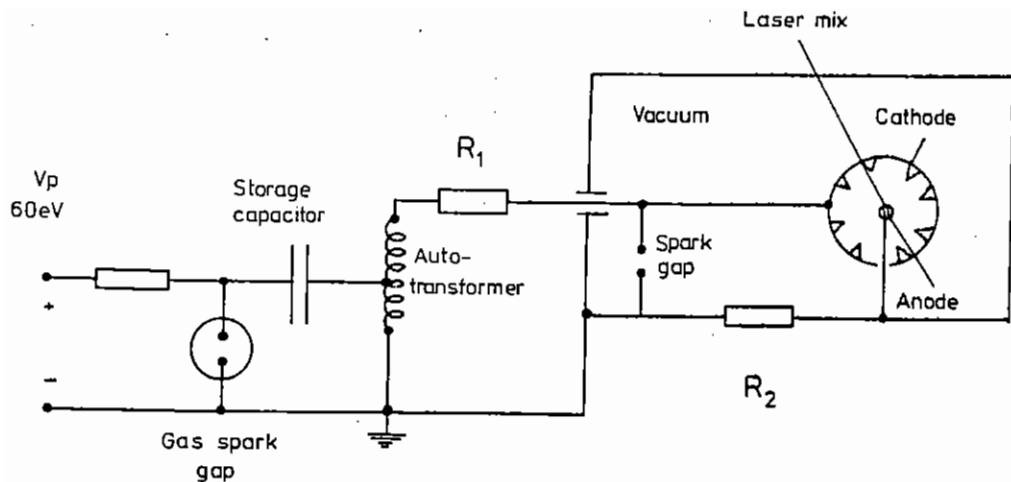 Laser mix
Vacuum
Cathode
R1
Vp
60eV
Storage
capacitor
Auto-
transformer
Spark
gap
Anode
+
−
R2
Gas spark
gap